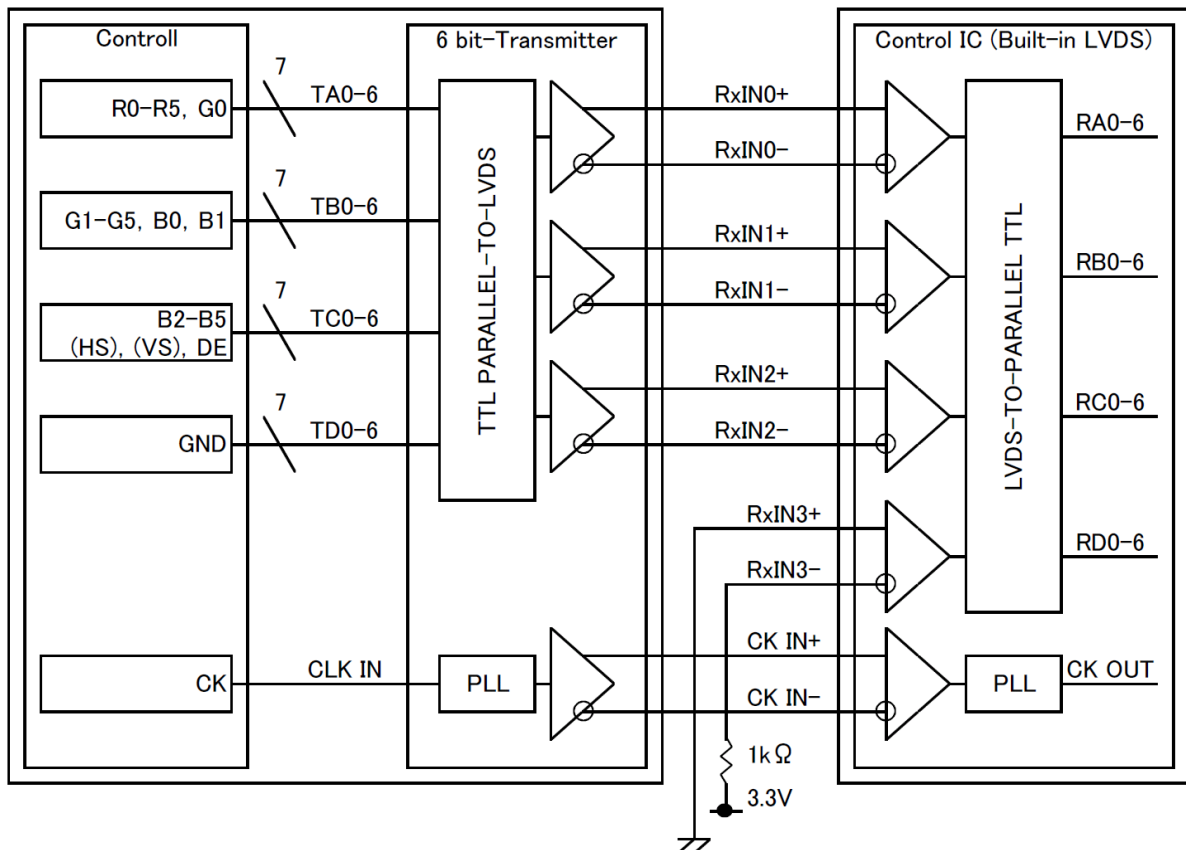 Controll
6 bit-Transmitter
Control IC (Built-in LVDS)
R0-R5, G0
7
TA0-6
RxIN0+
RxIN0-
RA0-6
G1-G5, B0, B1
7
TB0-6
RxIN1+
RxIN1-
RB0-6
B2-B5
(HS), (VS), DE
7
TC0-6
RxIN2+
RxIN2-
RC0-6
GND
7
TD0-6
TTL PARALLEL-TO-LVDS
LVDS-TO-PARALLEL TTL
RxIN3+
RxIN3-
RD0-6
CK
CLK IN
PLL
CK IN+
CK IN-
PLL
CK OUT
1kΩ
3.3V